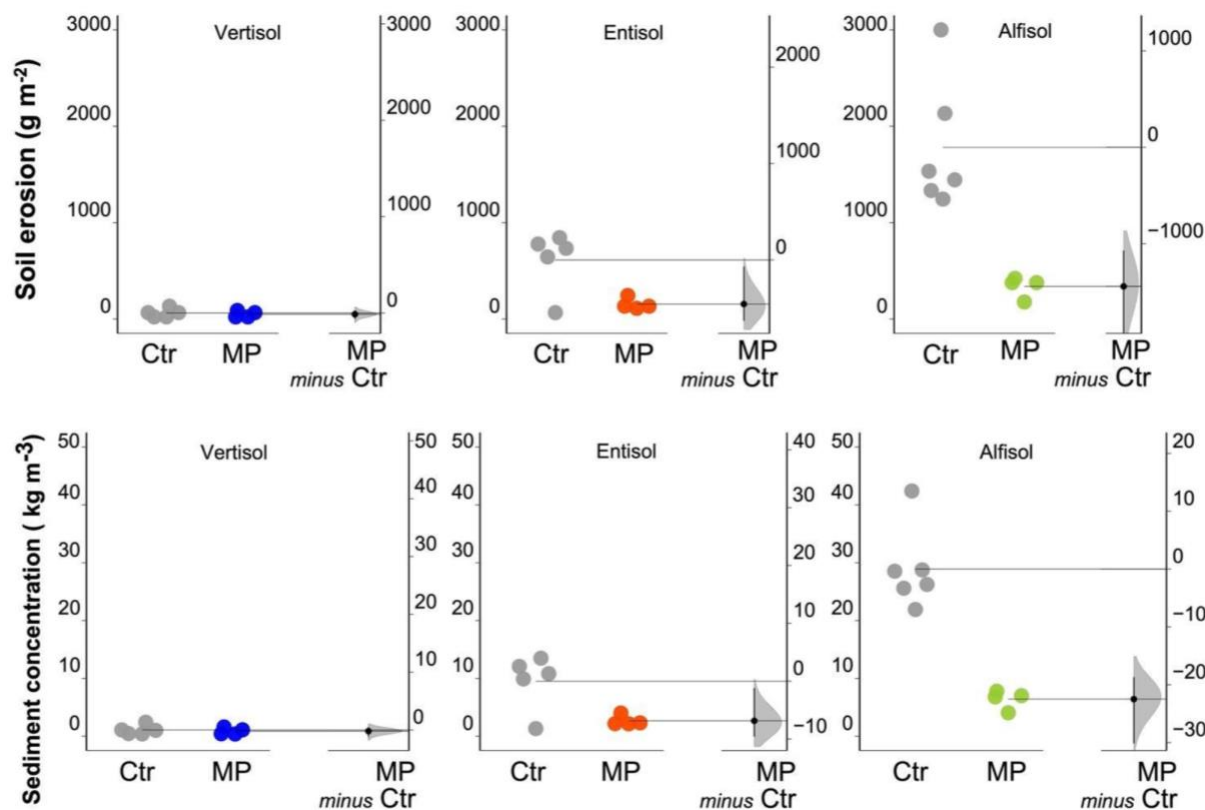 Soil erosion (g m-2)
Vertisol
3000
2000
1000
0
3000
2000
1000
0
Ctr MP MP
minus Ctr
Entisol
3000
2000
1000
0
2000
1000
0
Ctr MP MP
minus Ctr
Alfisol
3000
2000
1000
0
1000
0
−1000
Ctr MP MP
minus Ctr
Sediment concentration ( kg m-3)
Vertisol
50
40
30
20
10
0
50
40
30
20
10
0
Ctr MP MP
minus Ctr
Entisol
50
40
30
20
10
0
40
30
20
10
0
−10
Ctr MP MP
minus Ctr
Alfisol
50
40
30
20
10
0
20
10
0
−10
−20
−30
Ctr MP MP
minus Ctr